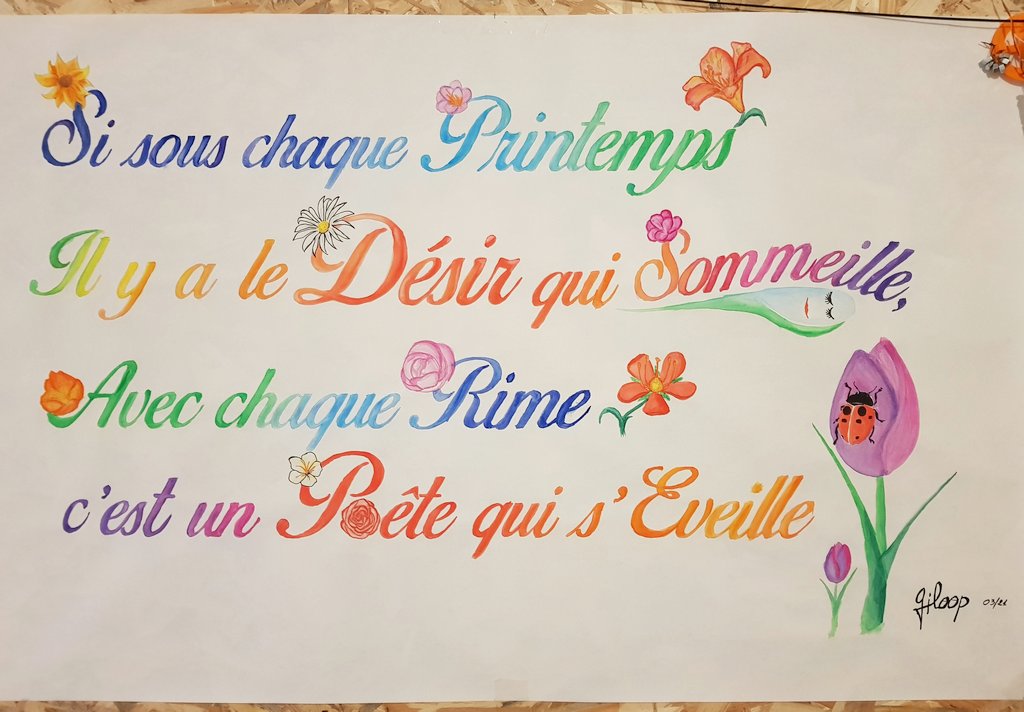 Si sous chaque Printemps
Il y a le Désir qui Sommeille,
Avec chaque Rime
c'est un Poête qui s'Eveille
giloop 03/21